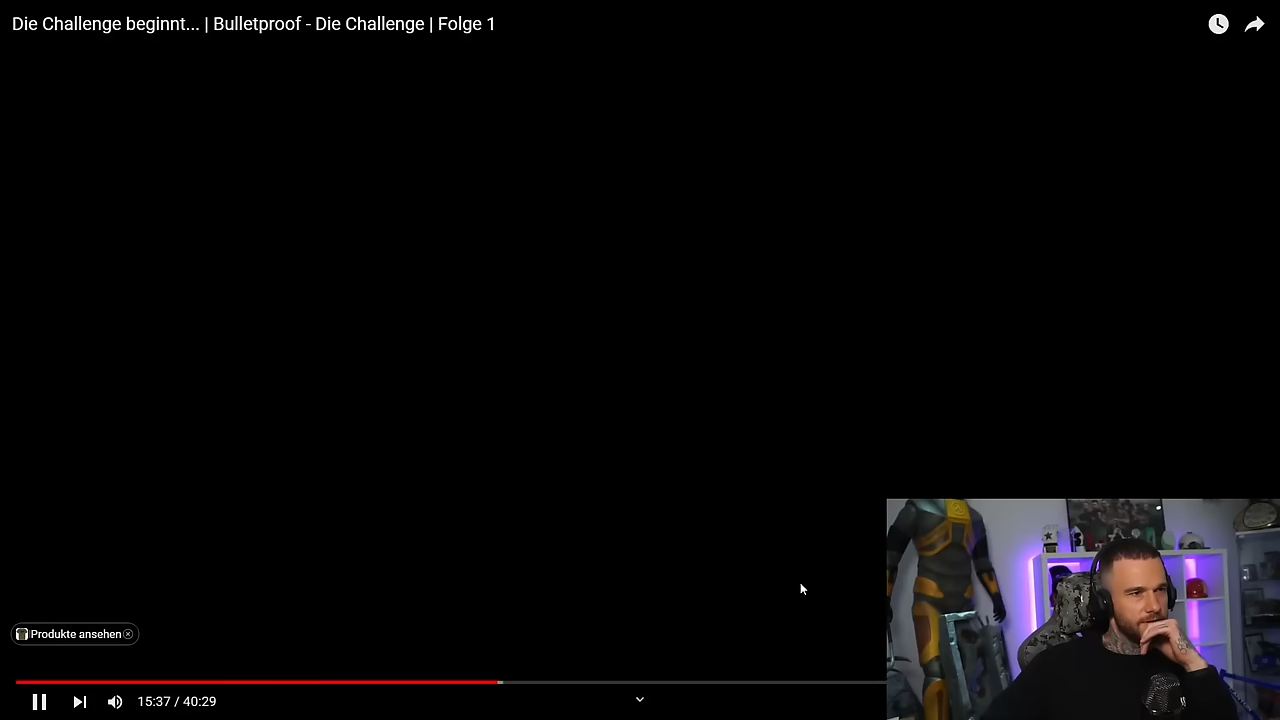 Die Challenge beginnt... | Bulletproof - Die Challenge | Folge 1
Produkte ansehen
15:37 / 40:29